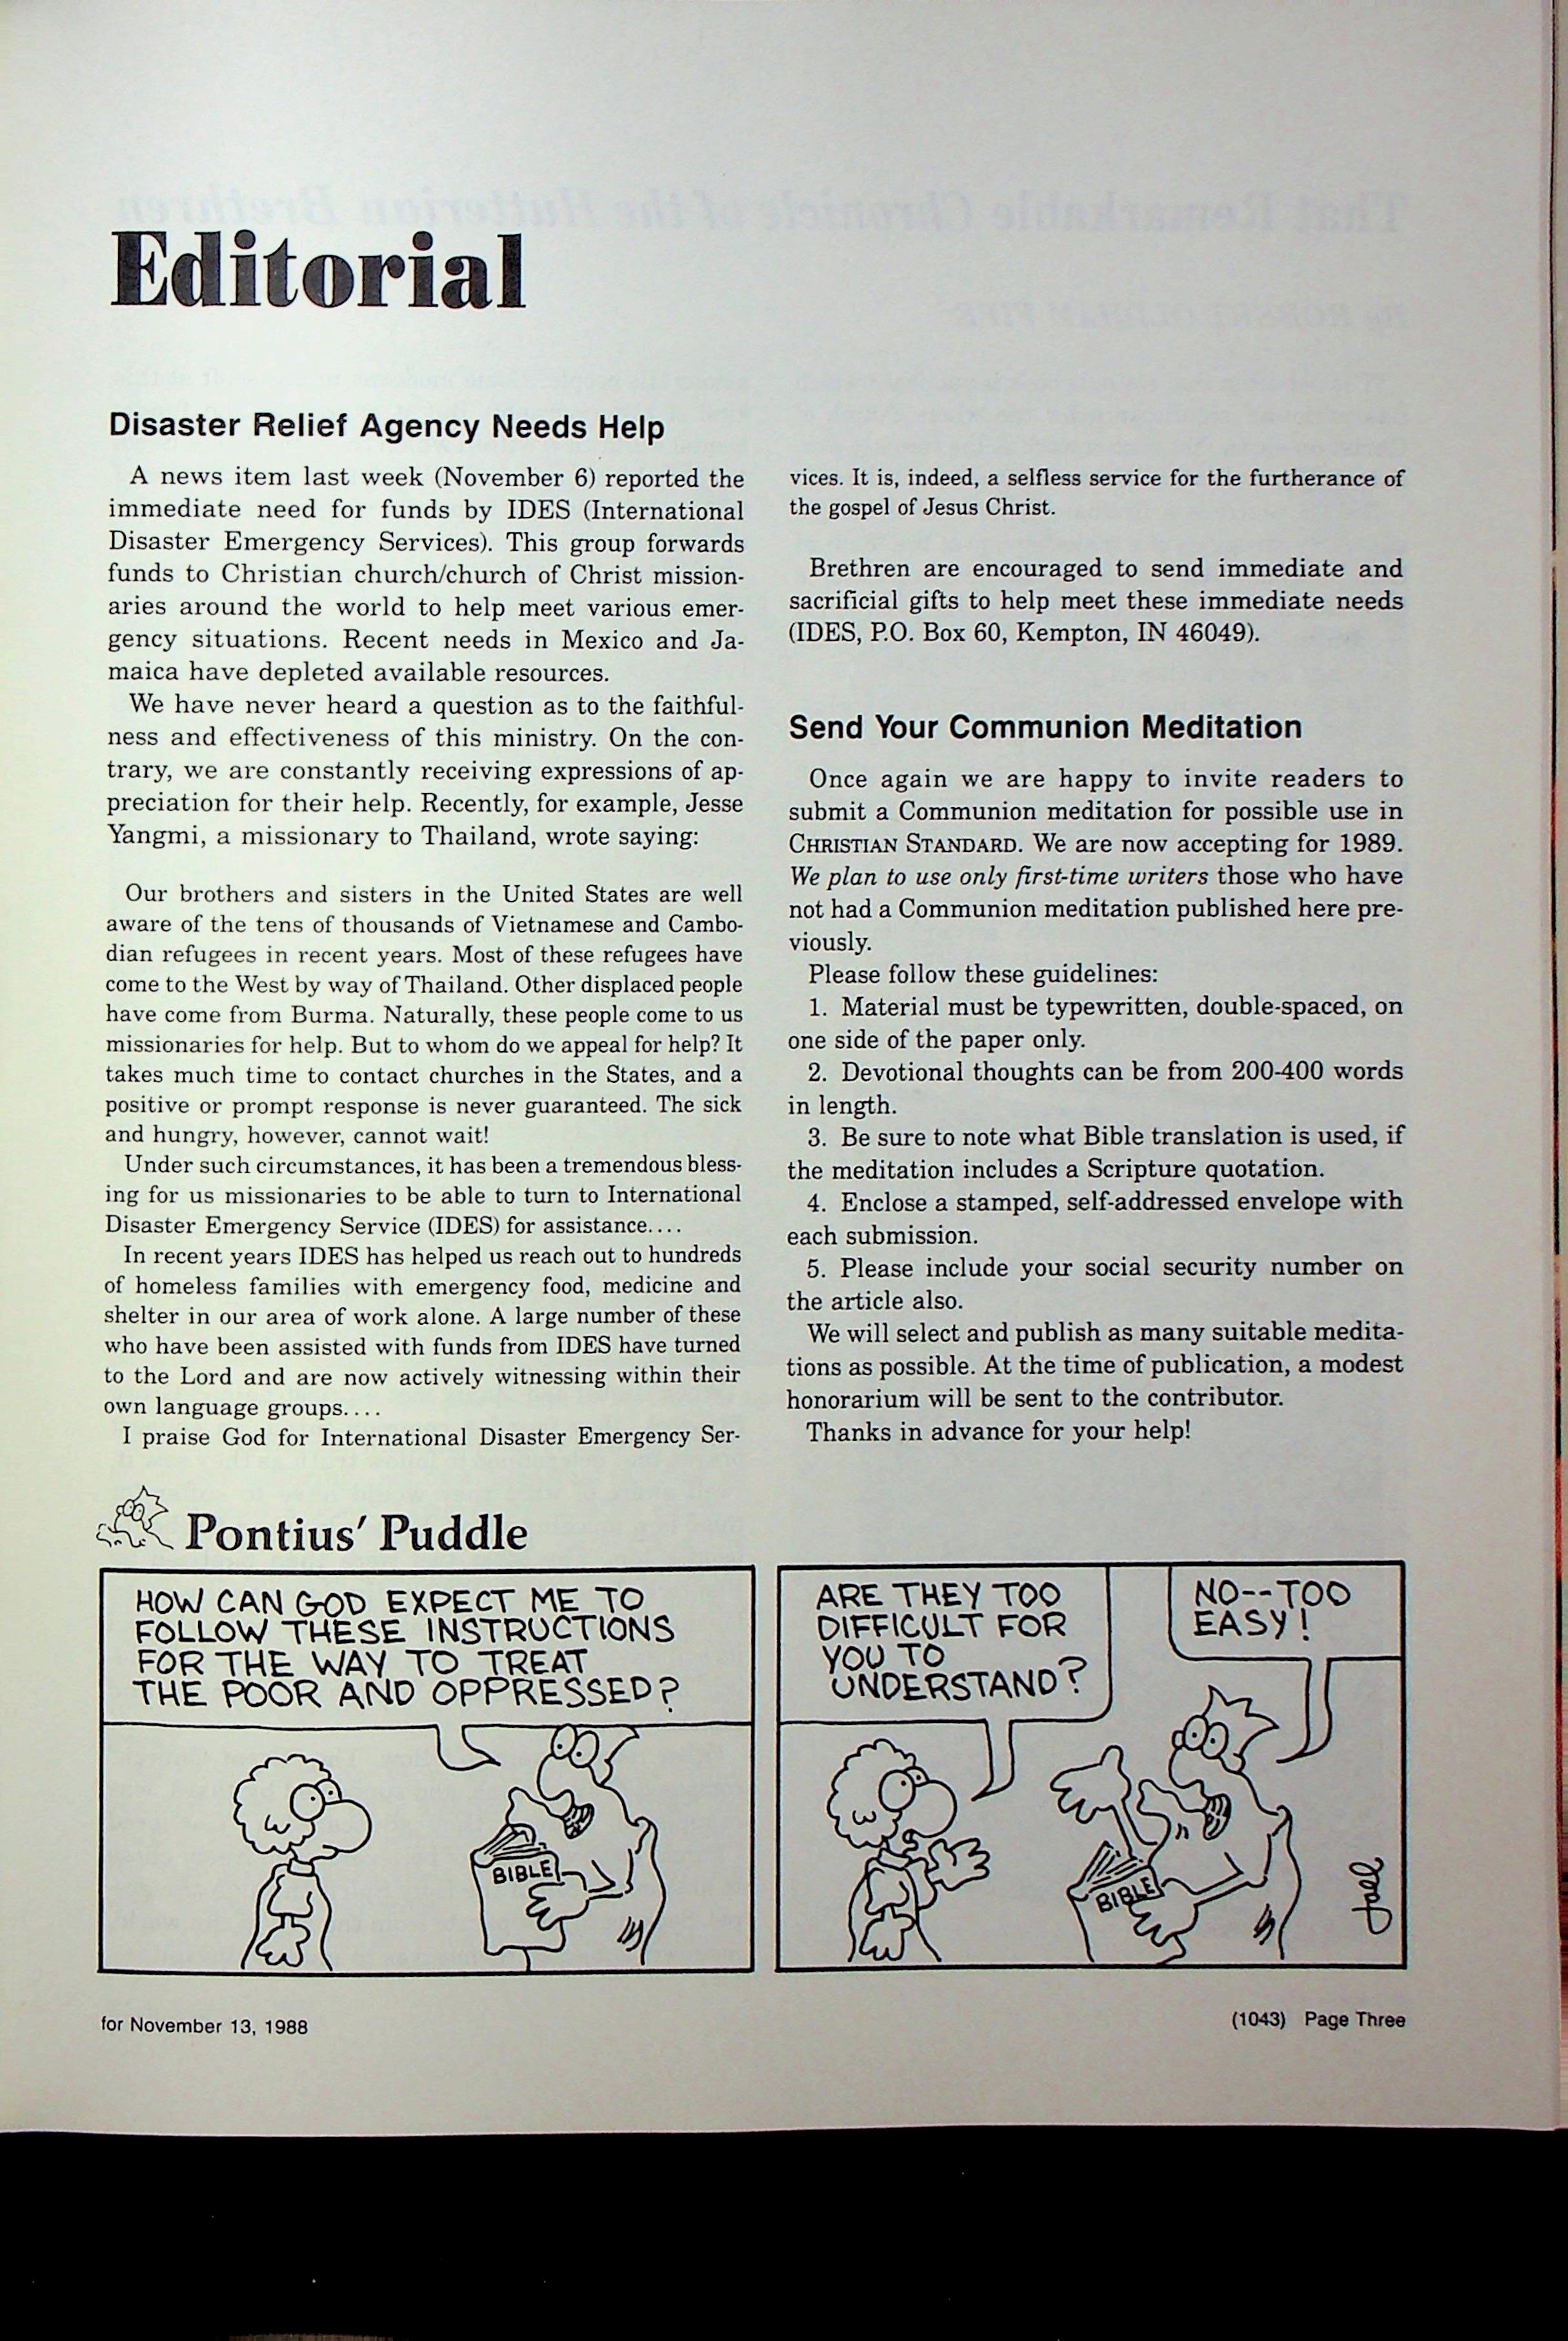 Editorial
Disaster Relief Agency Needs Help
A news item last week (November 6) reported the
immediate need for funds by IDES (International
Disaster Emergency Services). This group forwards
funds to Christian church/church of Christ mission-
aries around the world to help meet various emer-
gency situations. Recent needs in Mexico and Ja-
maica have depleted available resources.
We have never heard a question as to the faithful-
ness and effectiveness of this ministry. On the con-
trary, we are constantly receiving expressions of ap-
preciation for their help. Recently, for example, Jesse
Yangmi, a missionary to Thailand, wrote saying:
Our brothers and sisters in the United States are well
aware of the tens of thousands of Vietnamese and Cambo-
dian refugees in recent years. Most of these refugees have
come to the West by way of Thailand. Other displaced people
have come from Burma. Naturally, these people come to us
missionaries for help. But to whom do we appeal for help? It
takes much time to contact churches in the States, and a
positive or prompt response is never guaranteed. The sick
and hungry, however, cannot wait!
Under such circumstances, it has been a tremendous bless-
ing for us missionaries to be able to turn to International
Disaster Emergency Service (IDES) for assistance....
In recent years IDES has helped us reach out to hundreds
of homeless families with emergency food, medicine and
shelter in our area of work alone. A large number of these
who have been assisted with funds from IDES have turned
to the Lord and are now actively witnessing within their
own language groups....
I praise God for International Disaster Emergency Ser-
vices. It is, indeed, a selfless service for the furtherance of
the gospel of Jesus Christ.
Brethren are encouraged to send immediate and
sacrificial gifts to help meet these immediate needs
(IDES, P.O. Box 60, Kempton, IN 46049).
Send Your Communion Meditation
Once again we are happy to invite readers to
submit a Communion meditation for possible use in
CHRISTIAN STANDARD. We are now accepting for 1989.
We plan to use only first-time writers those who have
not had a Communion meditation published here pre-
viously.
Please follow these guidelines:
1. Material must be typewritten, double-spaced, on
one side of the paper only.
2. Devotional thoughts can be from 200-400 words
in length.
3. Be sure to note what Bible translation is used, if
the meditation includes a Scripture quotation.
4. Enclose a stamped, self-addressed envelope with
each submission.
5. Please include your social security number on
the article also.
We will select and publish as many suitable medita-
tions as possible. At the time of publication, a modest
honorarium will be sent to the contributor.
Thanks in advance for your help!
Pontius' Puddle
HOW CAN GOD EXPECT ME TO
FOLLOW THESE INSTRUCTIONS
FOR THE WAY TO TREAT
THE POOR AND OPPRESSED?
BIBLE
ARE THEY TOO
DIFFICULT FOR
YOU TO
UNDERSTAND?
NO--TOO
EASY!
BIBLE
Joel
for November 13, 1988
(1043) Page Three